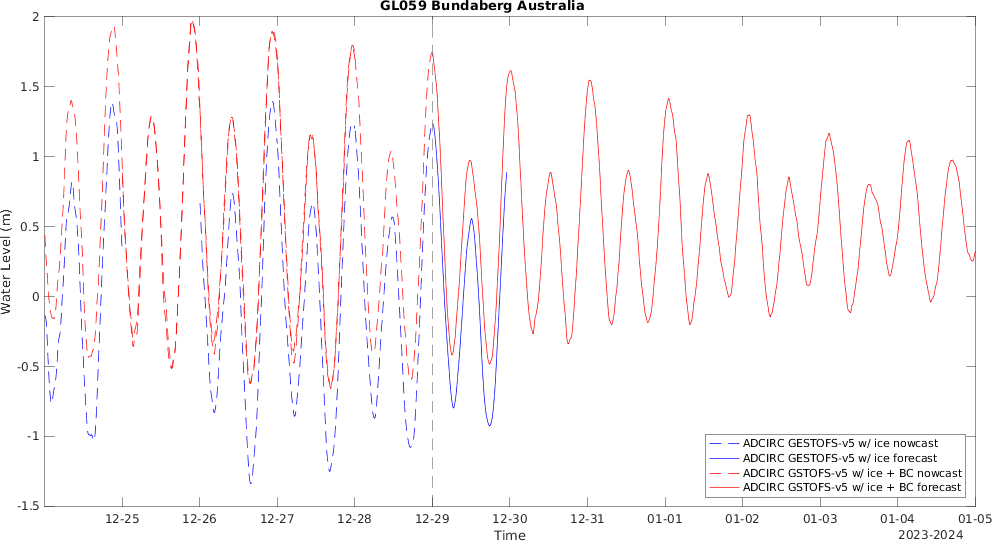 GL059 Bundaberg Australia
2
1.5
1
0.5
0
-0.5
-1
-1.5
Water Level (m)
ADCIRC GESTOFS-v5 w/ ice nowcast
ADCIRC GESTOFS-v5 w/ ice forecast
ADCIRC GSTOFS-v5 w/ ice + BC nowcast
ADCIRC GSTOFS-v5 w/ ice + BC forecast
12-25 12-26 12-27 12-28 12-29 12-30 12-31 01-01 01-02 01-03 01-04 01-05
Time
2023-2024